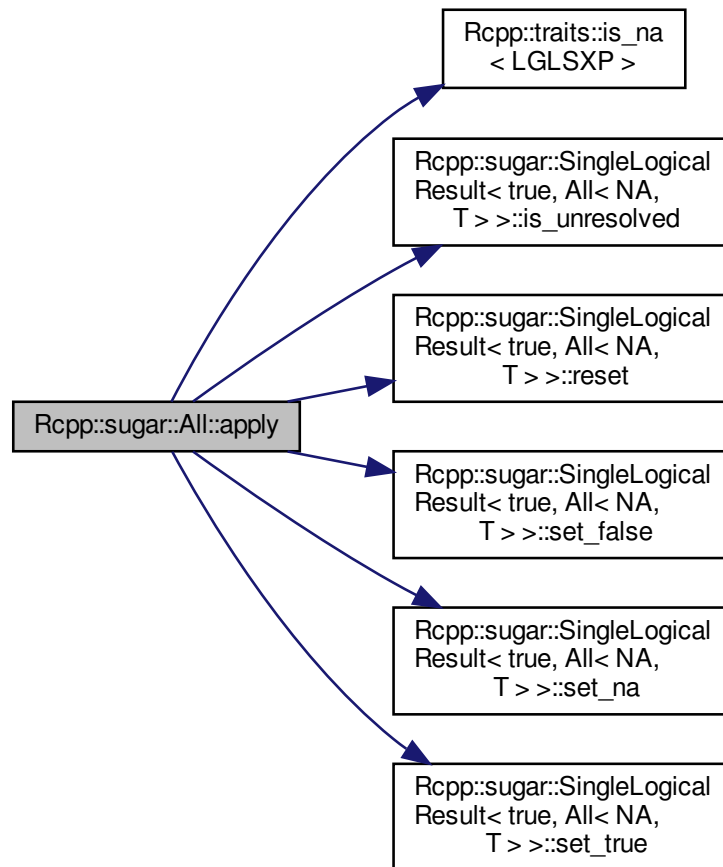 Rcpp::traits::is_na
< LGLSXP >
Rcpp::sugar::SingleLogical
Result< true, All< NA,
T > >::is_unresolved
Rcpp::sugar::SingleLogical
Result< true, All< NA,
T > >::reset
Rcpp::sugar::All::apply
Rcpp::sugar::SingleLogical
Result< true, All< NA,
T > >::set_false
Rcpp::sugar::SingleLogical
Result< true, All< NA,
T > >::set_na
Rcpp::sugar::SingleLogical
Result< true, All< NA,
T > >::set_true